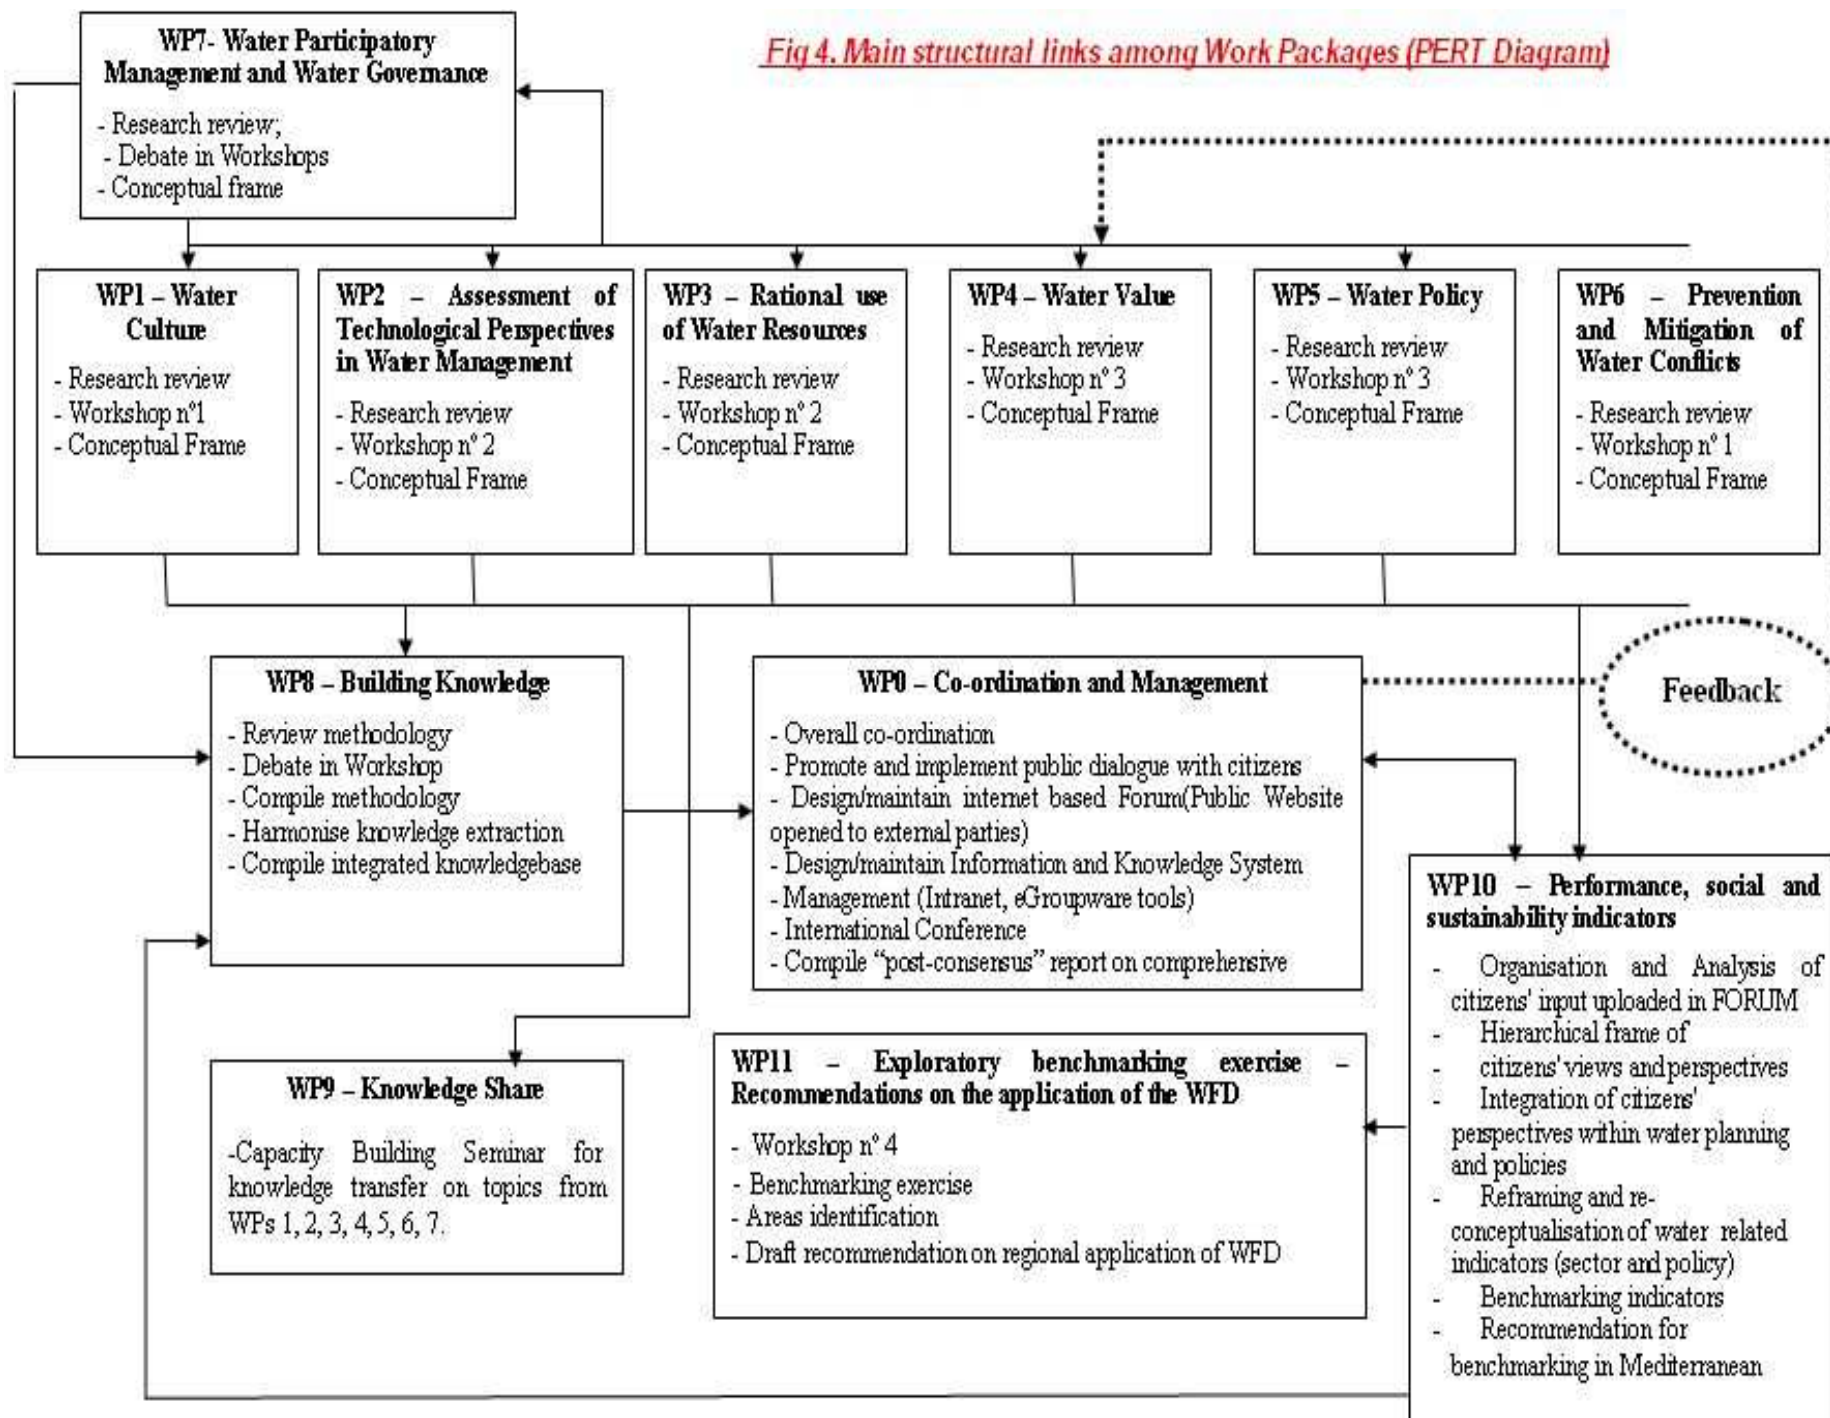 WP7- Water Participatory
Management and Water Governance
- Research review;
- Debate in Workshops
- Conceptual frame
Fig 4. Main structural links among Work Packages (PERT Diagram)
WP1 – Water
Culture
- Research review
- Workshop nº1
- Conceptual Frame
WP2 – Assessment of
Technological Perspectives
in Water Management
- Research review
- Workshop nº 2
- Conceptual Frame
WP3 – Rational use
of Water Resources
- Research review
- Workshop nº 2
- Conceptual Frame
WP4 – Water Value
- Research review
- Workshop nº 3
- Conceptual Frame
WP5 – Water Policy
- Research review
- Workshop nº 3
- Conceptual Frame
WP6 – Prevention
and Mitigation of
Water Conflicts
- Research review
- Workshop nº 1
- Conceptual Frame
WP8 – Building Knowledge
- Review methodology
- Debate in Workshop
- Compile methodology
- Harmonise knowledge extraction
- Compile integrated knowledgebase
WP0 – Co-ordination and Management
- Overall co-ordination
- Promote and implement public dialogue with citizens
- Design/maintain internet based Forum(Public Website
opened to external parties)
- Design/maintain Information and Knowledge System
- Management (Intranet, eGroupware tools)
- International Conference
- Compile “post-consensus” report on comprehensive
Feedback
WP9 – Knowledge Share
-Capacity Building Seminar for
knowledge transfer on topics from
WPs 1, 2, 3, 4, 5, 6, 7.
WP11 – Exploratory benchmarking exercise –
Recommendations on the application of the WFD
- Workshop nº 4
- Benchmarking exercise
- Areas identification
- Draft recommendation on regional application of WFD
WP10 – Performance, social and
sustainability indicators
- Organisation and Analysis of
citizens' input uploaded in FORUM
- Hierarchical frame of
- citizens' views and perspectives
- Integration of citizens'
perspectives within water planning
and policies
- Reframing and re-
conceptualisation of water related
indicators (sector and policy)
- Benchmarking indicators
- Recommendation for
benchmarking in Mediterranean